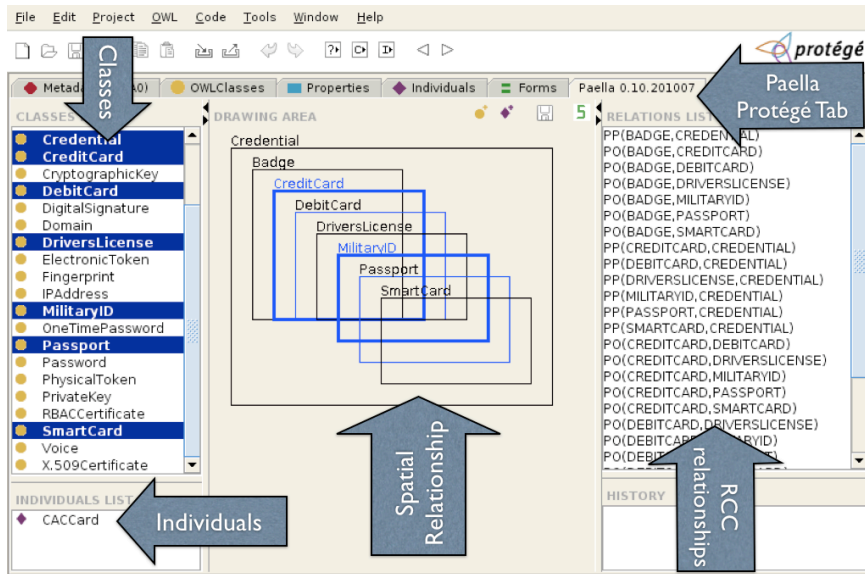 File Edit Project OWL Code Tools Window Help
protégé
Metada A0) OWLClasses Properties Individuals Forms Paella 0.10.201007
Classes
Paella
Protégé Tab
CLASSES
Credential
CreditCard
CryptographicKey
DebitCard
DigitalSignature
Domain
DriversLicense
ElectronicToken
Fingerprint
IPAddress
MilitaryID
OneTimePassword
Passport
Password
PhysicalToken
PrivateKey
RBACCertificate
SmartCard
Voice
X.509Certificate
INDIVIDUALS LIST
CACCard
Individuals
DRAWING AREA
5
Credential
Badge
CreditCard
DebitCard
DriversLicense
MilitaryID
Passport
SmartCard
Spatial
Relationship
RELATIONS LIST
PP(BADGE,CREDENTIAL)
PO(BADGE,CREDITCARD)
PO(BADGE,DEBITCARD)
PO(BADGE,DRIVERSLICENSE)
PO(BADGE,MILITARYID)
PO(BADGE,PASSPORT)
PO(BADGE,SMARTCARD)
PP(CREDITCARD,CREDENTIAL)
PP(DEBITCARD,CREDENTIAL)
PP(DRIVERSLICENSE,CREDENTIAL)
PP(MILITARYID,CREDENTIAL)
PP(PASSPORT,CREDENTIAL)
PP(SMARTCARD,CREDENTIAL)
PO(CREDITCARD,DEBITCARD)
PO(CREDITCARD,DRIVERSLICENSE)
PO(CREDITCARD,MILITARYID)
PO(CREDITCARD,PASSPORT)
PO(CREDITCARD,SMARTCARD)
PO(DEBITCARD,DRIVERSLICENSE)
PO(DEBITCARD,MILITARYID)
HISTORY
RCC
relationships